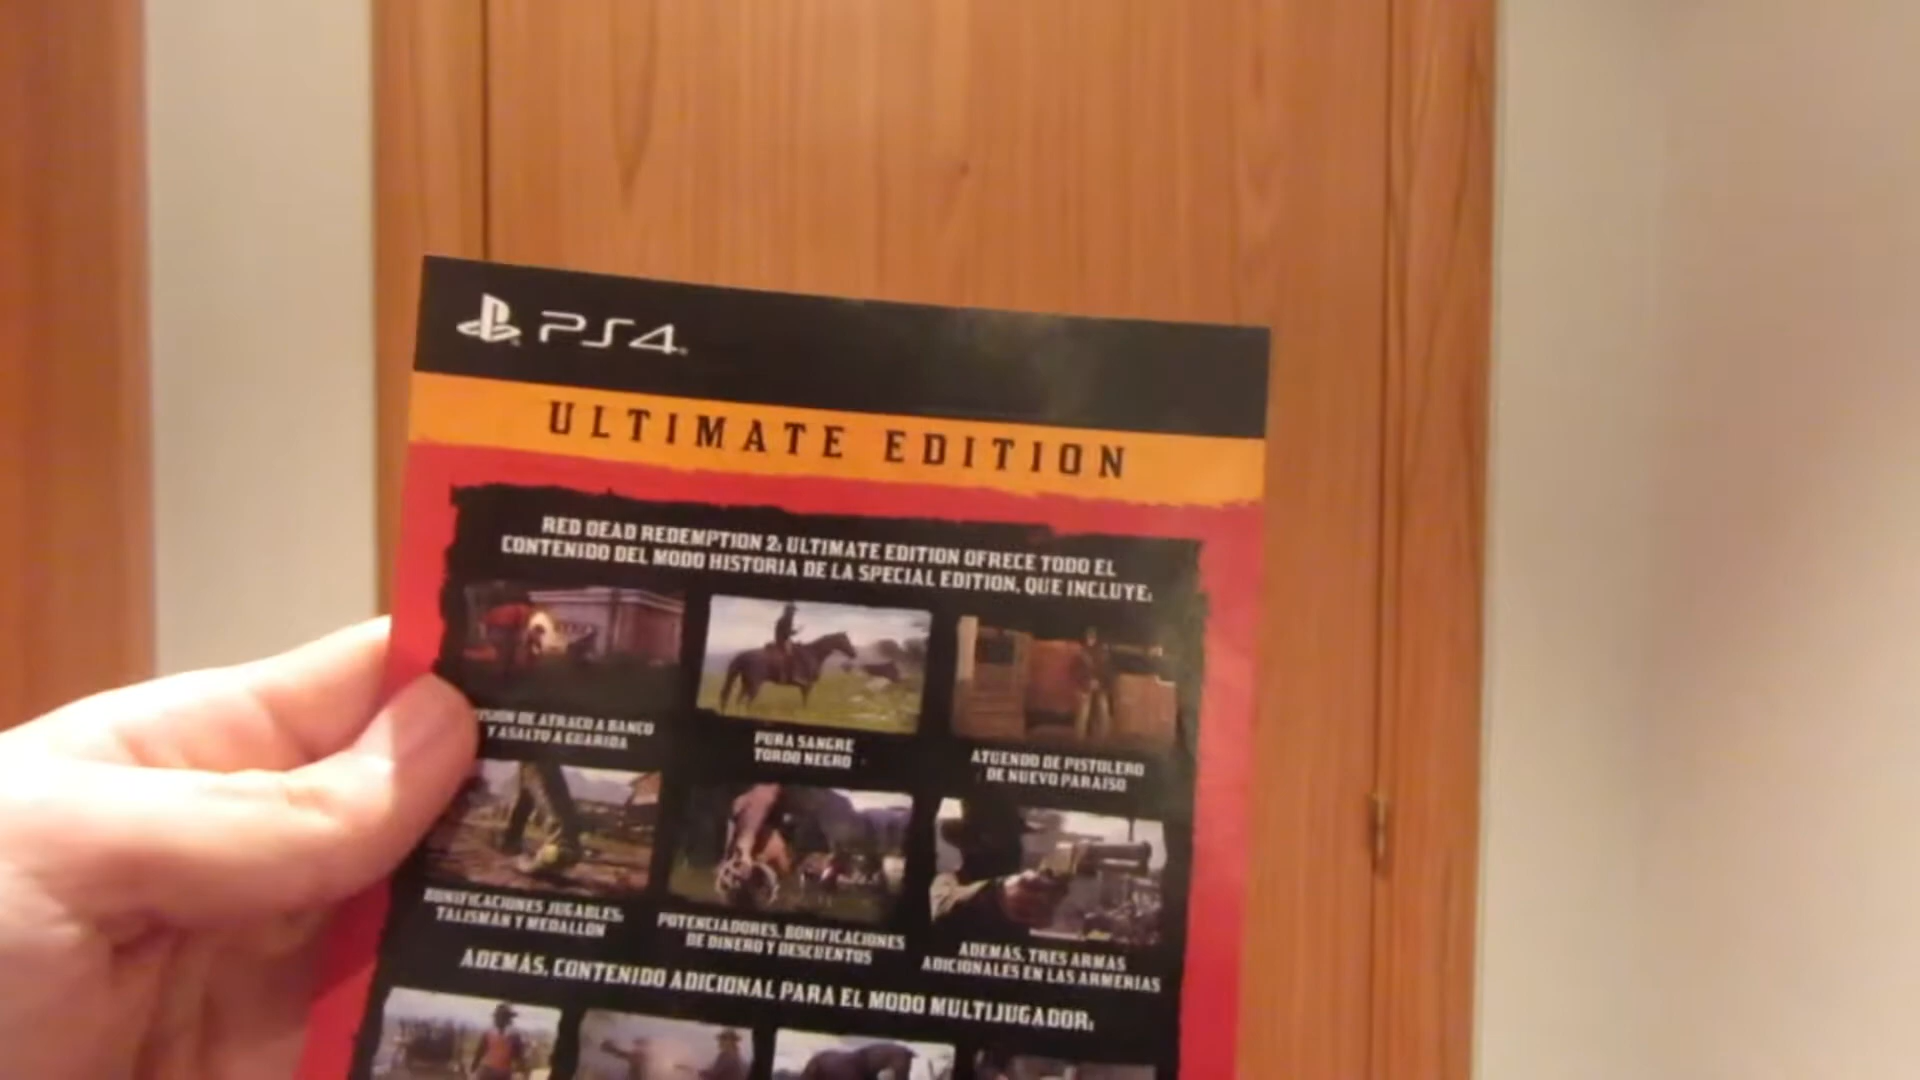 PS4
ULTIMATE EDITION
RED DEAD REDEMPTION 2: ULTIMATE EDITION OFRECE TODO EL
CONTENIDO DEL MODO HISTORIA DE LA SPECIAL EDITION, QUE INCLUYE:
DE ATRACO A BANCO
Y ASALTO A GUARIDA
PURA SANGRE
TORDO NEGRO
ATUENDO DE PISTOLERO
DE NUEVO PARAÍSO
BONIFICACIONES JUGABLES:
TALISMÁN Y MEDALLÓN
POTENCIADORES, BONIFICACIONES
DE DINERO Y DESCUENTOS
ADEMÁS, TRES ARMAS
ADICIONALES EN LAS ARMERÍAS
ADEMÁS, CONTENIDO ADICIONAL PARA EL MODO MULTIJUGADOR: